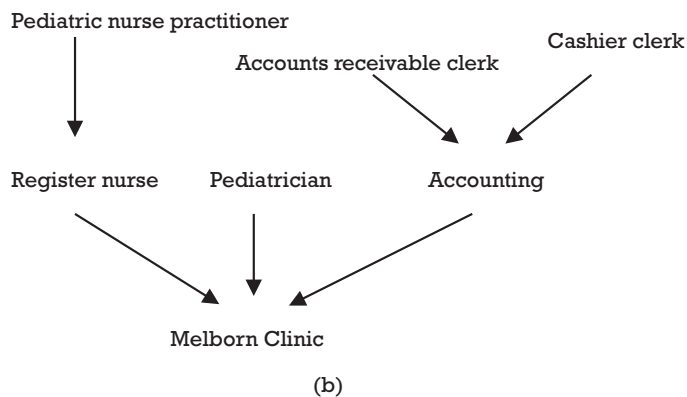 Pediatric nurse practitioner
Cashier clerk
Accounts receivable clerk
Register nurse
Pediatrician
Accounting
Melborn Clinic
(b)